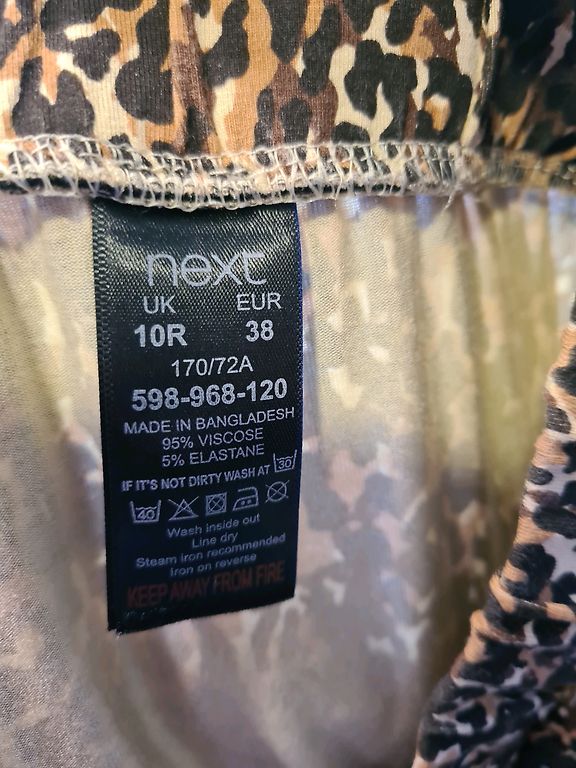 next
UK EUR
10R 38
170/72A
598-968-120
MADE IN BANGLADESH
95% VISCOSE
5% ELASTANE
IF IT'S NOT DIRTY WASH AT 30
40
Wash inside out
Line dry
Steam iron recommended
Iron on reverse
KEEP AWAY FROM FIRE